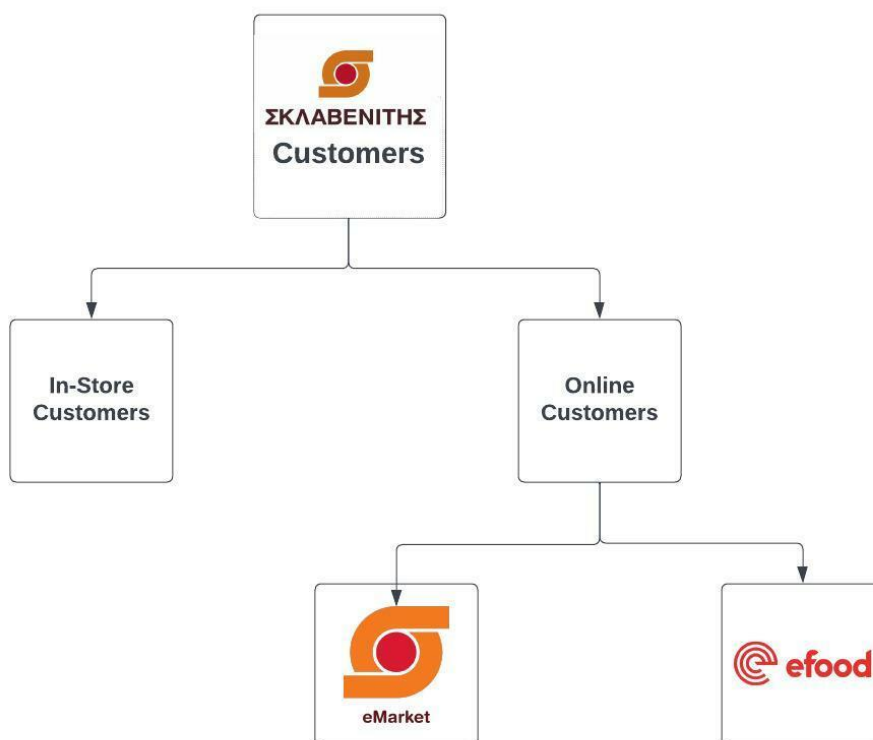 ΣΚΛΑΒΕΝΙΤΗΣ
Customers
In-Store
Customers
Online
Customers
eMarket
efood